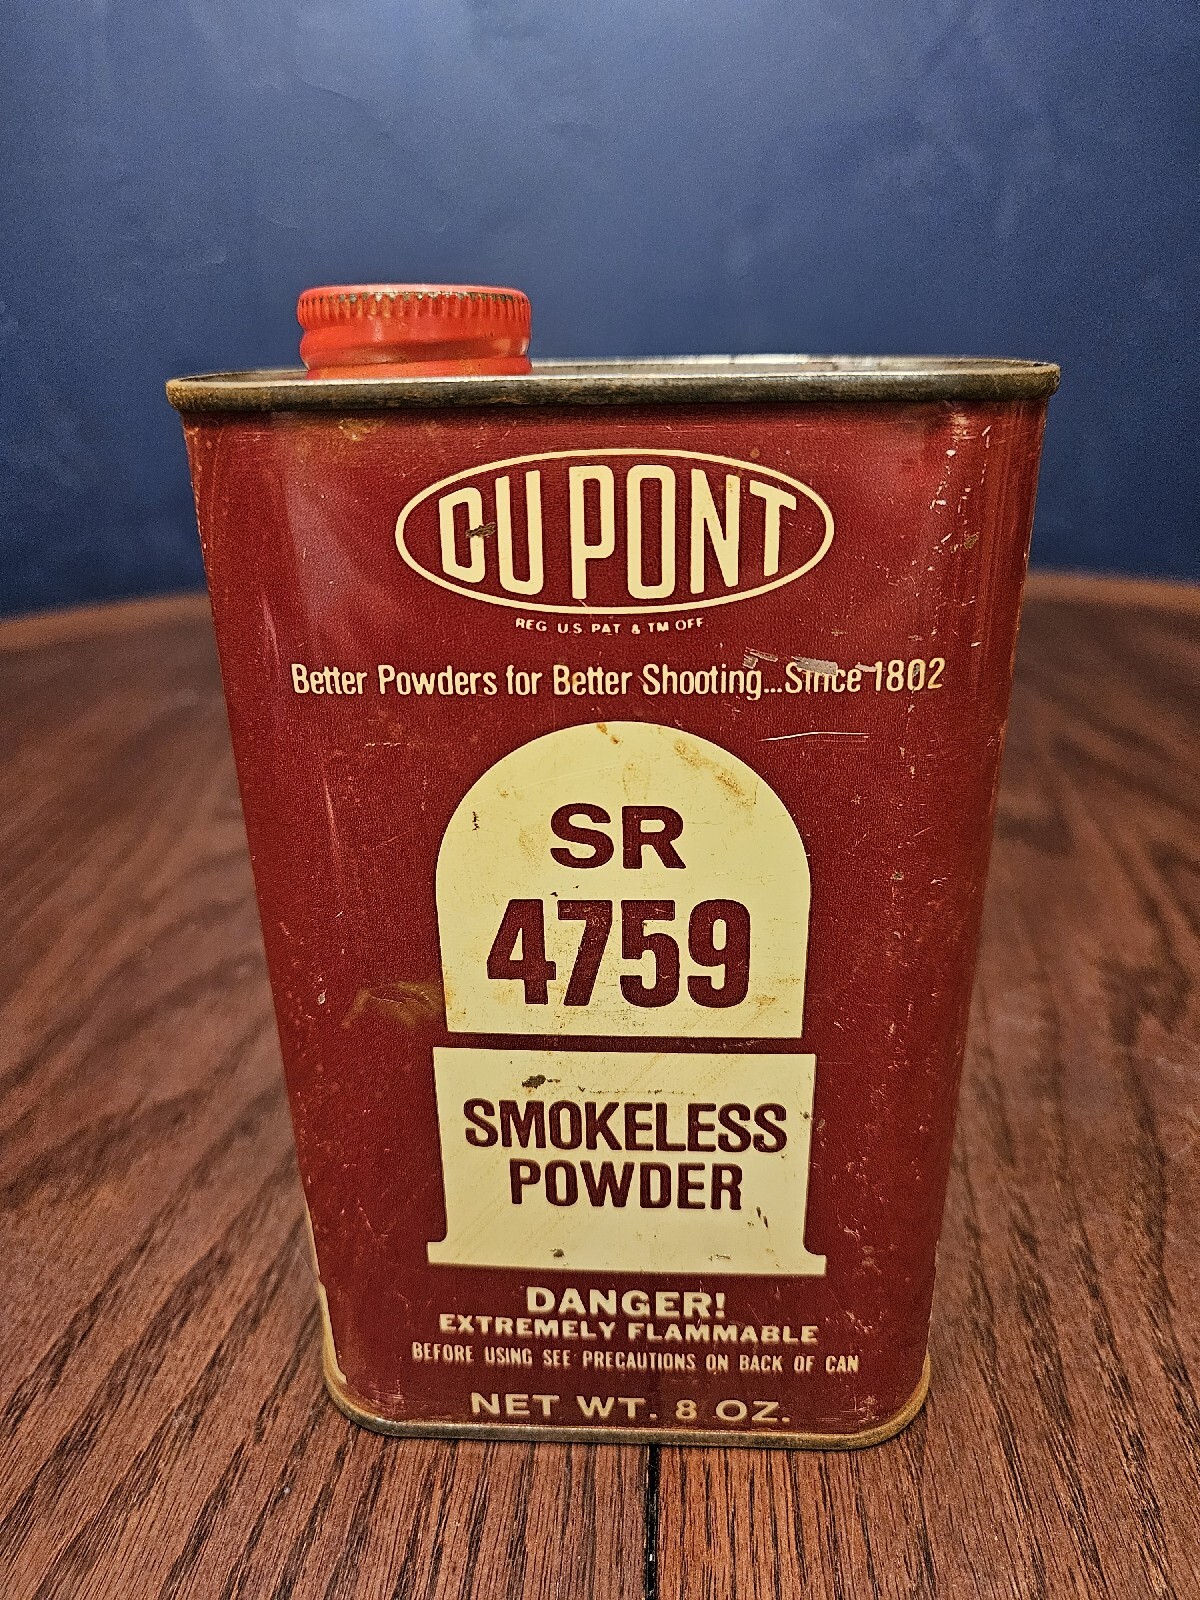 DU PONT
REG. U.S. PAT. & TM OFF.
Better Powders for Better Shooting...Since 1802
SR
4759
SMOKELESS
POWDER
DANGER!
EXTREMELY FLAMMABLE
BEFORE USING SEE PRECAUTIONS ON BACK OF CAN
NET WT. 8 OZ.